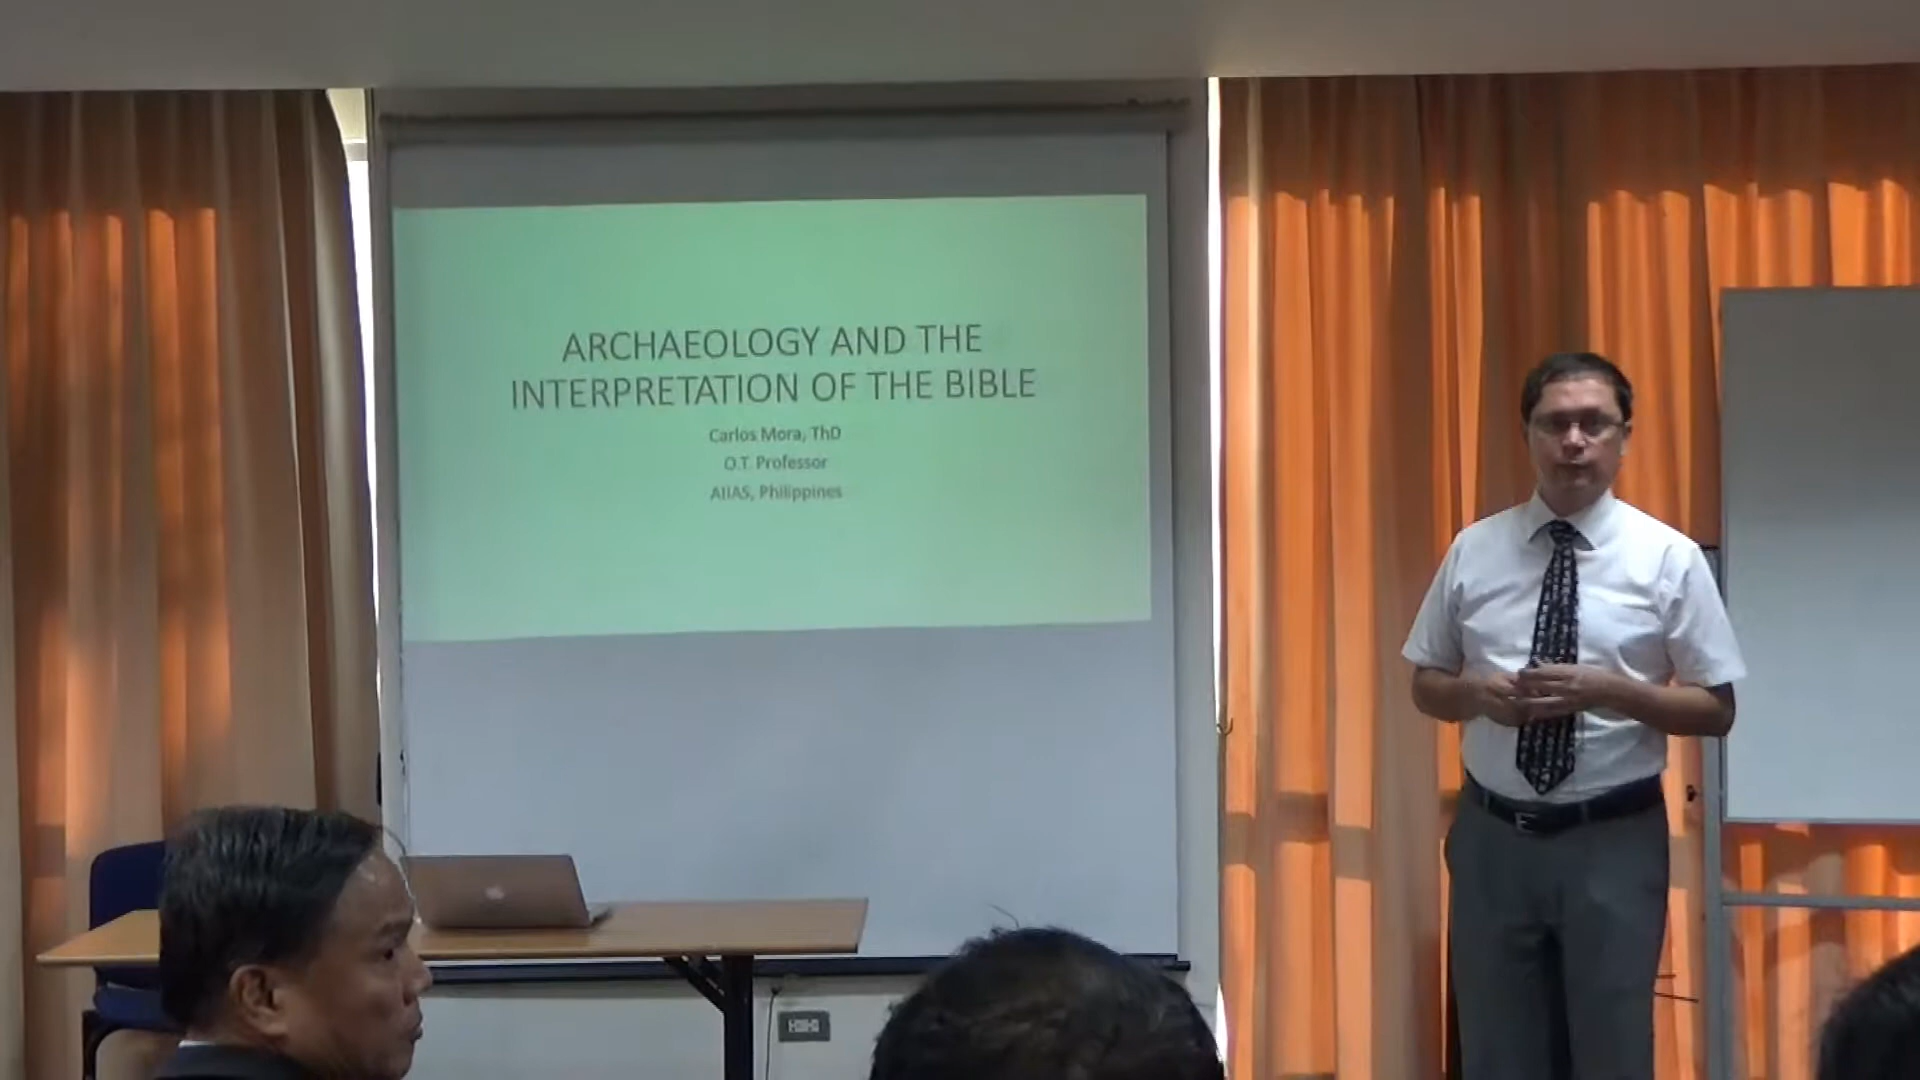 ARCHAEOLOGY AND THE
INTERPRETATION OF THE BIBLE
Carlos Mora, ThD
O.T. Professor
AIIAS, Philippines